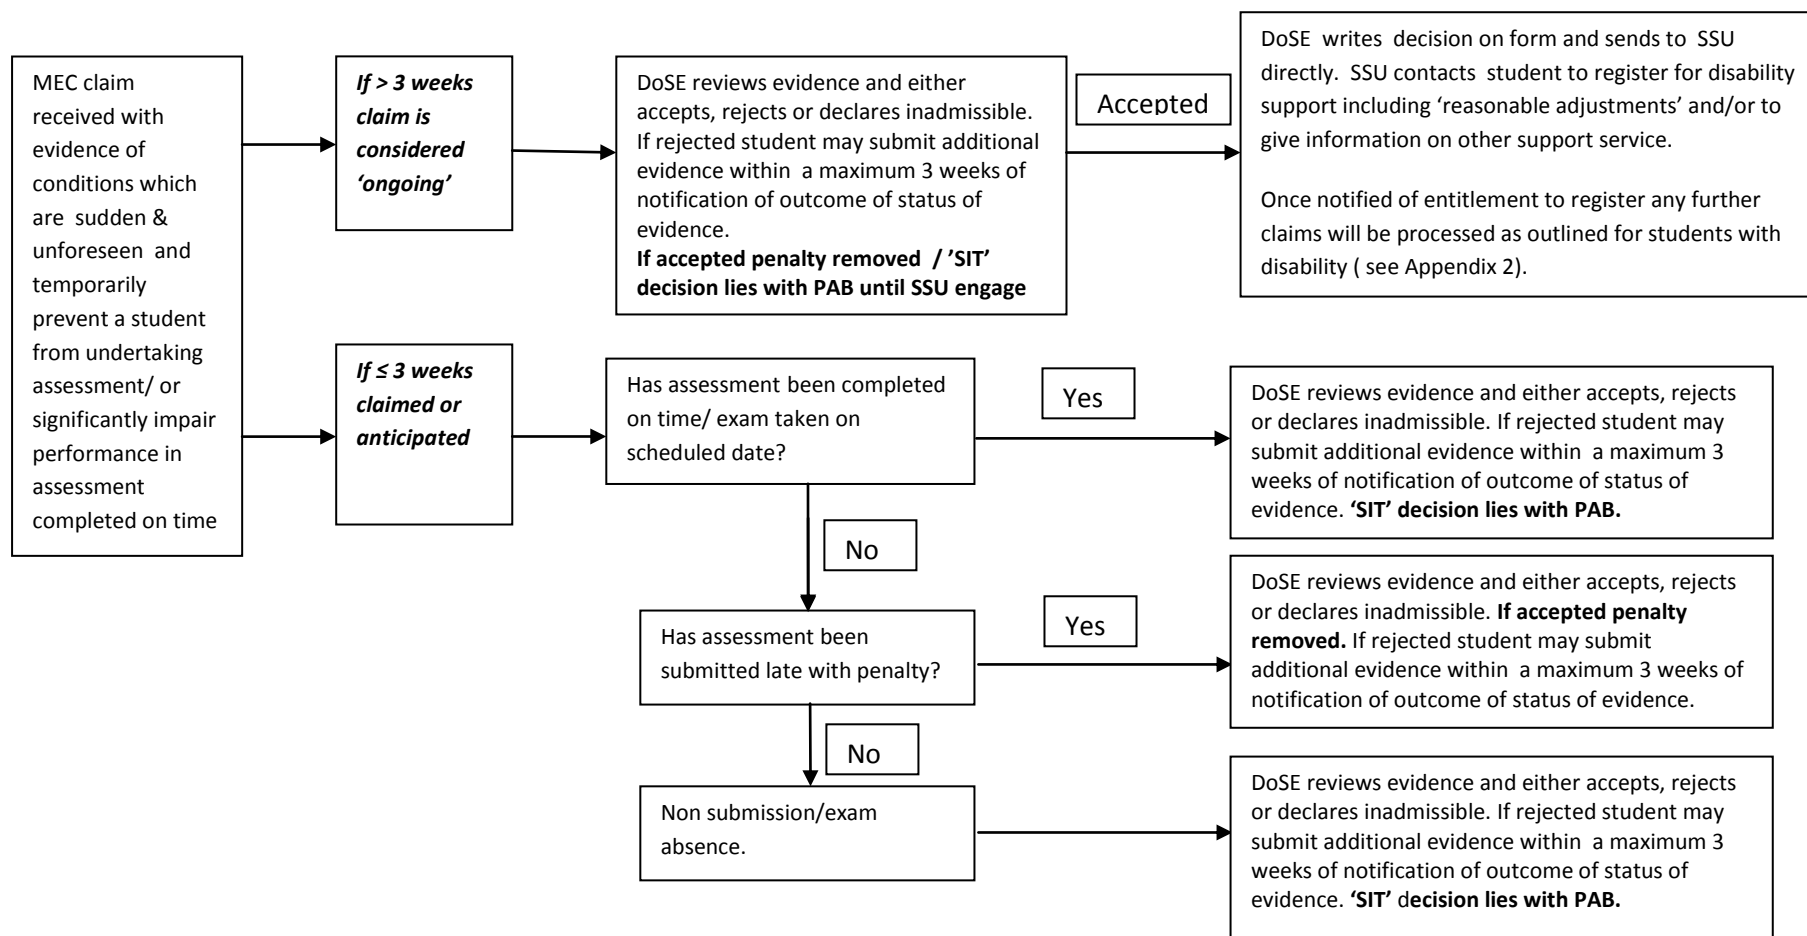 MEC claim
received with
evidence of
conditions which
are sudden &
unforeseen and
temporarily
prevent a student
from undertaking
assessment/ or
significantly impair
performance in
assessment
completed on time
If > 3 weeks
claim is
considered
‘ongoing’
DoSE reviews evidence and either
accepts, rejects or declares inadmissible.
If rejected student may submit additional
evidence within a maximum 3 weeks of
notification of outcome of status of
evidence.
If accepted penalty removed / ’SIT’
decision lies with PAB until SSU engage
Accepted
DoSE writes decision on form and sends to SSU
directly. SSU contacts student to register for disability
support including ‘reasonable adjustments’ and/or to
give information on other support service.
Once notified of entitlement to register any further
claims will be processed as outlined for students with
disability ( see Appendix 2).
If ≤ 3 weeks
claimed or
anticipated
Has assessment been completed
on time/ exam taken on
scheduled date?
Yes
DoSE reviews evidence and either accepts, rejects
or declares inadmissible. If rejected student may
submit additional evidence within a maximum 3
weeks of notification of outcome of status of
evidence. ‘SIT’ decision lies with PAB.
No
Has assessment been
submitted late with penalty?
Yes
DoSE reviews evidence and either accepts, rejects
or declares inadmissible. If accepted penalty
removed. If rejected student may submit
additional evidence within a maximum 3 weeks of
notification of outcome of status of evidence.
No
Non submission/exam
absence.
DoSE reviews evidence and either accepts, rejects
or declares inadmissible. If rejected student may
submit additional evidence within a maximum 3
weeks of notification of outcome of status of
evidence. ‘SIT’ decision lies with PAB.